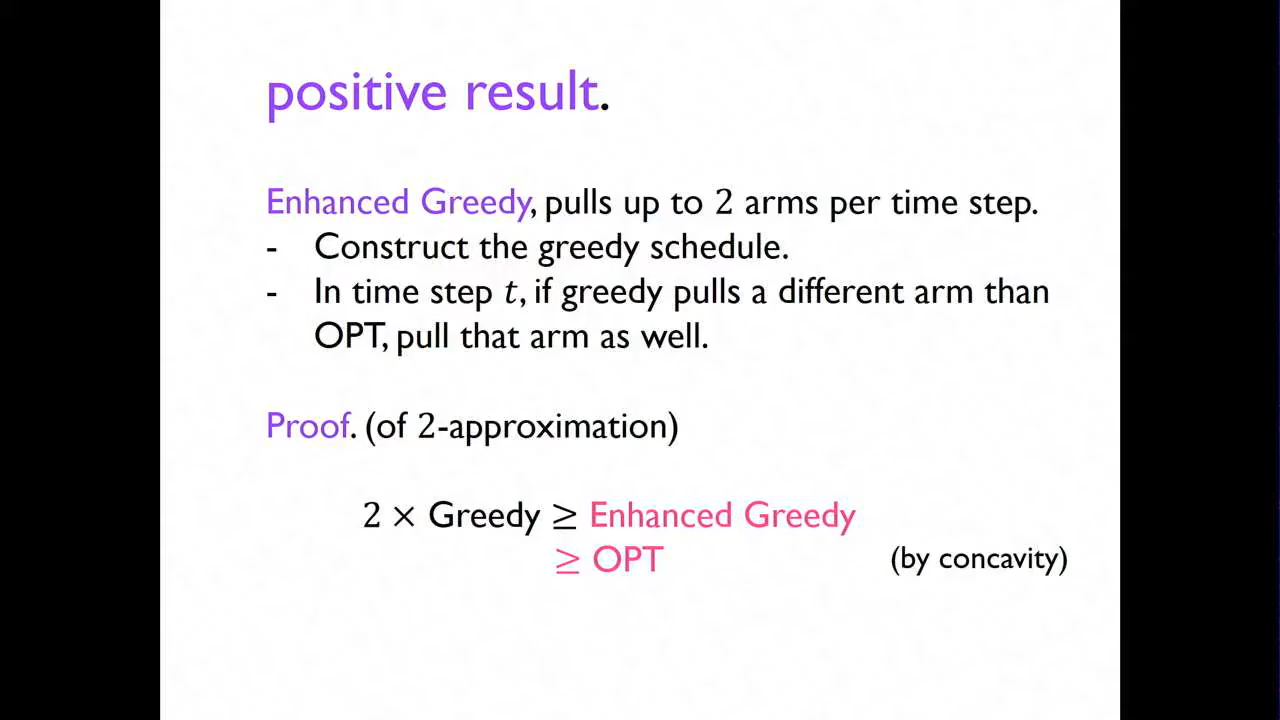 positive result.
Enhanced Greedy, pulls up to 2 arms per time step.
- Construct the greedy schedule.
- In time step t, if greedy pulls a different arm than
OPT, pull that arm as well.
Proof. (of 2-approximation)
2 × Greedy ≥ Enhanced Greedy
≥ OPT (by concavity)